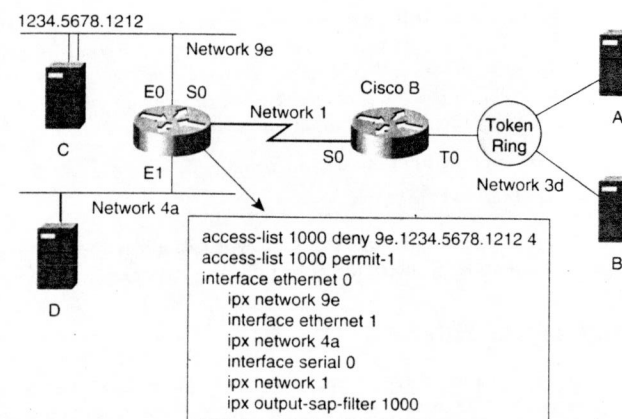 1234.5678.1212
Network 9e
E0 S0
C
Network 1
Cisco B
A
E1
S0
T0
Token
Ring
Network 3d
Network 4a
D
B
access-list 1000 deny 9e.1234.5678.1212 4
access-list 1000 permit-1
interface ethernet 0
ipx network 9e
interface ethernet 1
ipx network 4a
interface serial 0
ipx network 1
ipx output-sap-filter 1000